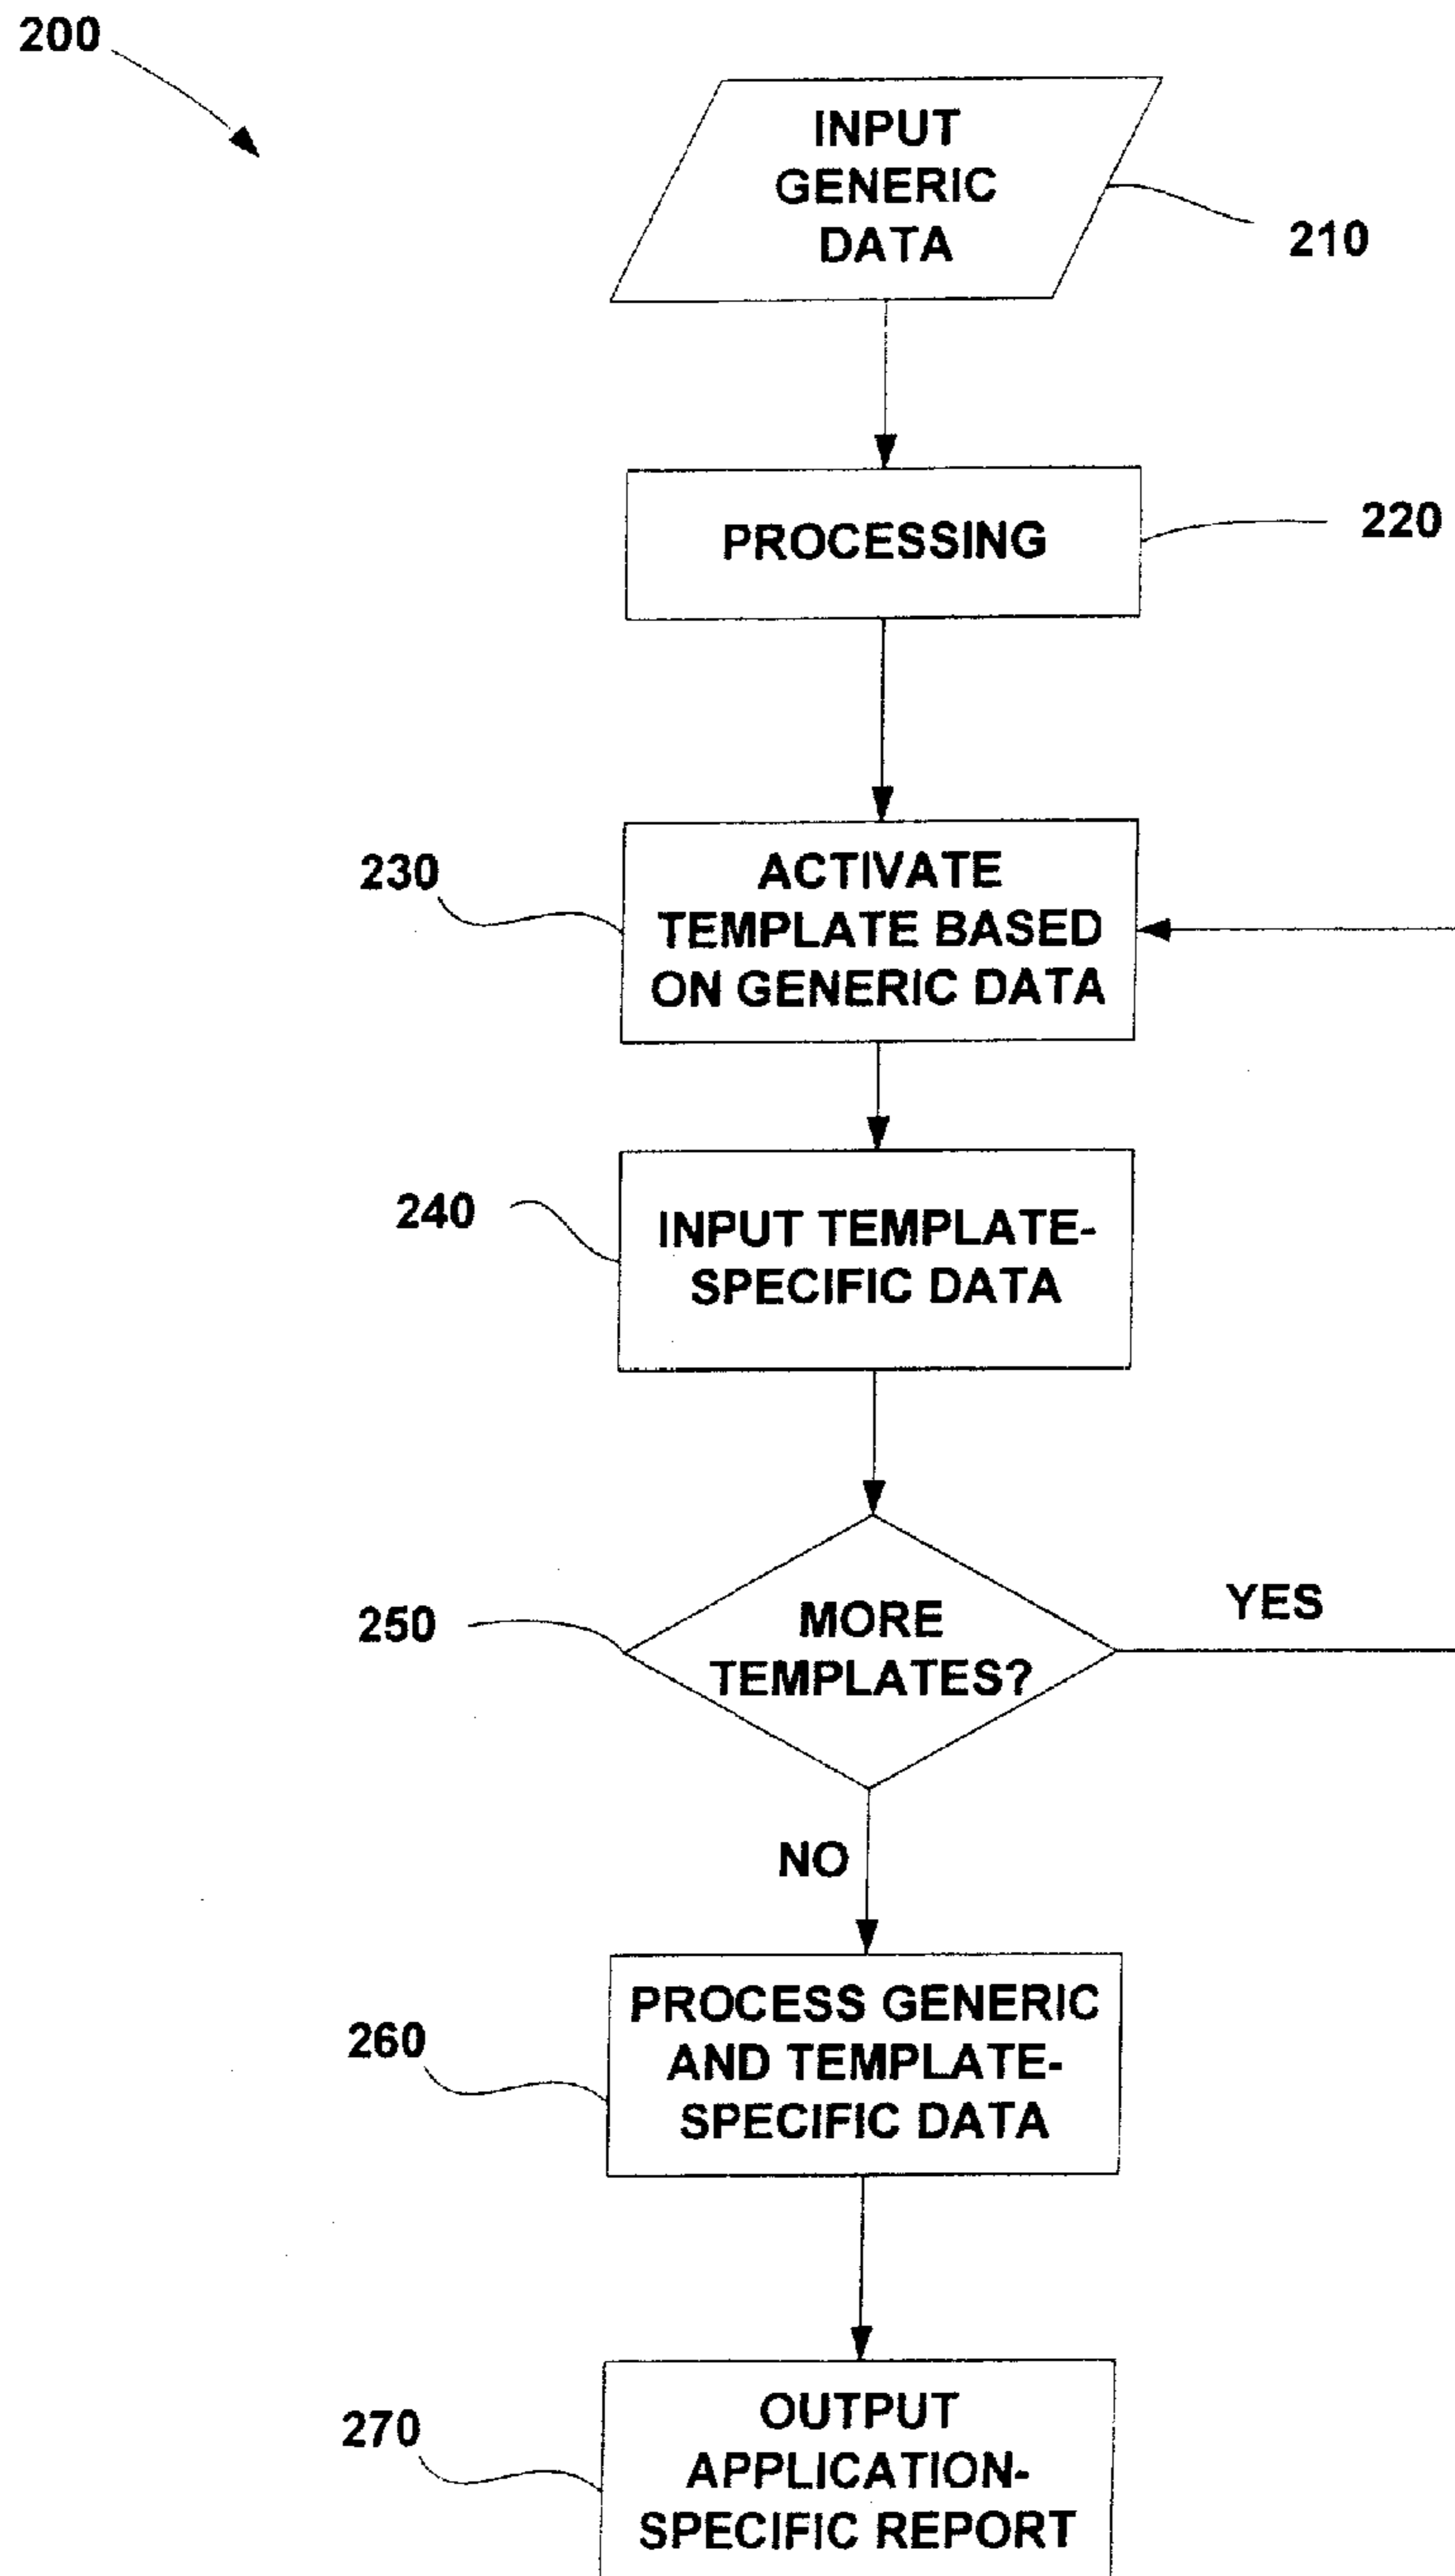 200
INPUT
GENERIC
DATA
210
PROCESSING
220
230
ACTIVATE
TEMPLATE BASED
ON GENERIC DATA
240
INPUT TEMPLATE-
SPECIFIC DATA
250
MORE
TEMPLATES?
YES
NO
260
PROCESS GENERIC
AND TEMPLATE-
SPECIFIC DATA
270
OUTPUT
APPLICATION-
SPECIFIC REPORT